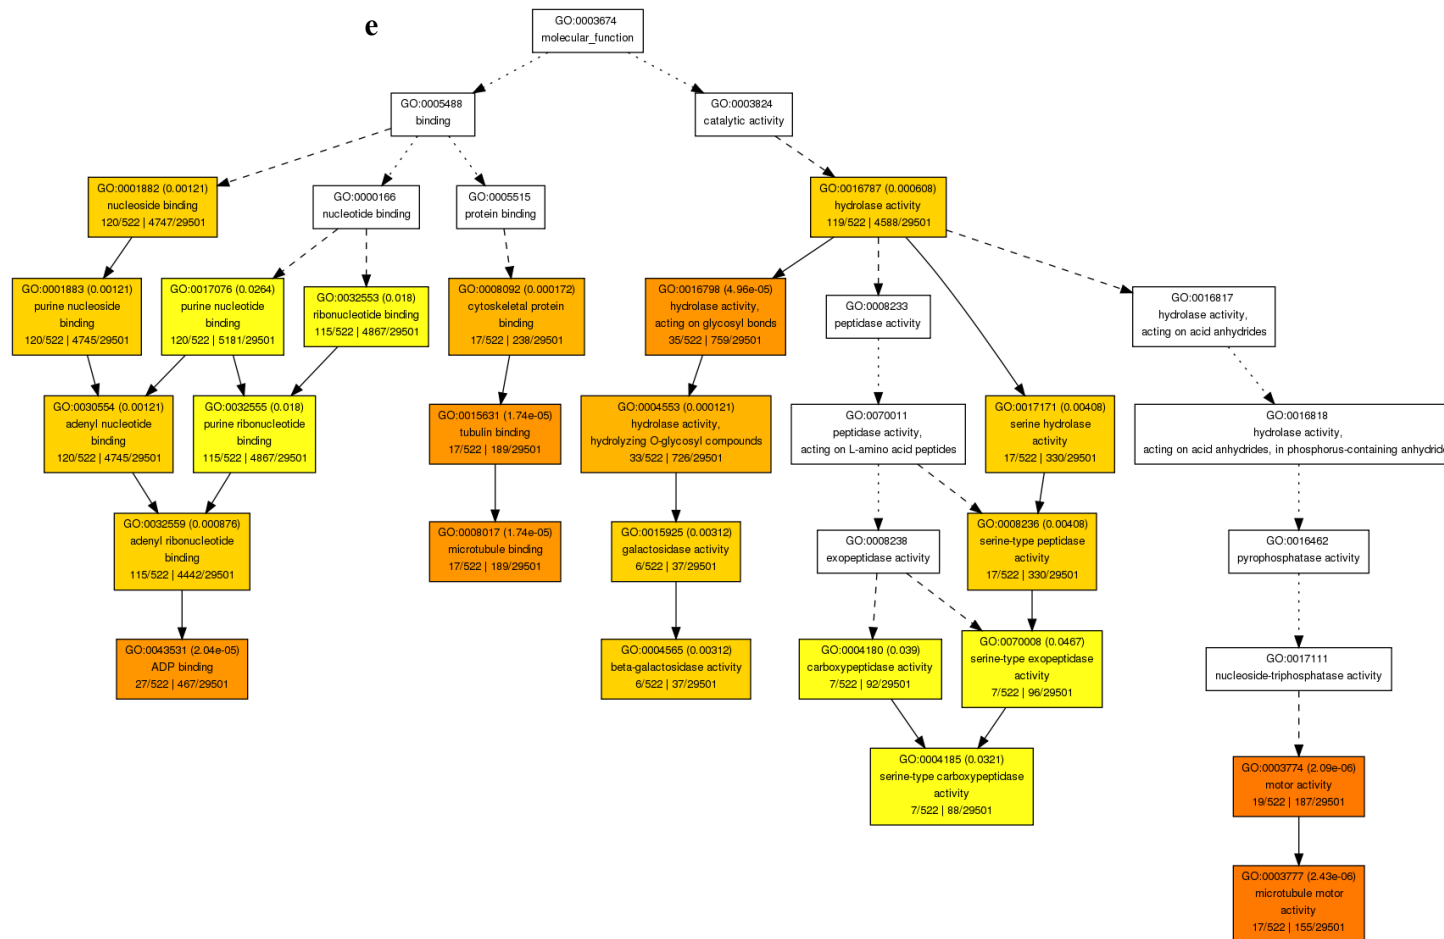 e
GO:0003674
molecular_function
GO:0005488
binding
GO:0003824
catalytic activity
GO:0001882 (0.00121)
nucleoside binding
120/522 | 4747/29501
GO:0000166
nucleotide binding
GO:0005515
protein binding
GO:0016787 (0.000608)
hydrolase activity
119/522 | 4588/29501
GO:0001883 (0.00121)
purine nucleoside
binding
120/522 | 4745/29501
GO:0017076 (0.0264)
purine nucleotide
binding
120/522 | 5181/29501
GO:0032553 (0.018)
ribonucleotide binding
115/522 | 4867/29501
GO:0008092 (0.000172)
cytoskeletal protein
binding
17/522 | 238/29501
GO:0016798 (4.96e-05)
hydrolase activity,
acting on glycosyl bonds
35/522 | 759/29501
GO:0008233
peptidase activity
GO:0016817
hydrolase activity,
acting on acid anhydrides
GO:0030554 (0.00121)
adenyl nucleotide
binding
120/522 | 4745/29501
GO:0032555 (0.018)
purine ribonucleotide
binding
115/522 | 4867/29501
GO:0015631 (1.74e-05)
tubulin binding
17/522 | 189/29501
GO:0004553 (0.000121)
hydrolase activity,
hydrolyzing O-glycosyl compounds
33/522 | 726/29501
GO:0070011
peptidase activity,
acting on L-amino acid peptides
GO:0017171 (0.00408)
serine hydrolase
activity
17/522 | 330/29501
GO:0016818
hydrolase activity,
acting on acid anhydrides, in phosphorus-containing anhydride
GO:0032559 (0.000876)
adenyl ribonucleotide
binding
115/522 | 4442/29501
GO:0008017 (1.74e-05)
microtubule binding
17/522 | 189/29501
GO:0015925 (0.00312)
galactosidase activity
6/522 | 37/29501
GO:0008238
exopeptidase activity
GO:0008236 (0.00408)
serine-type peptidase
activity
17/522 | 330/29501
GO:0016462
pyrophosphatase activity
GO:0043531 (2.04e-05)
ADP binding
27/522 | 467/29501
GO:0004565 (0.00312)
beta-galactosidase activity
6/522 | 37/29501
GO:0004180 (0.039)
carboxypeptidase activity
7/522 | 92/29501
GO:0070008 (0.0467)
serine-type exopeptidase
activity
7/522 | 96/29501
GO:0017111
nucleoside-triphosphatase activity
GO:0004185 (0.0321)
serine-type carboxypeptidase
activity
7/522 | 88/29501
GO:0003774 (2.09e-06)
motor activity
19/522 | 187/29501
GO:0003777 (2.43e-06)
microtubule motor
activity
17/522 | 155/29501